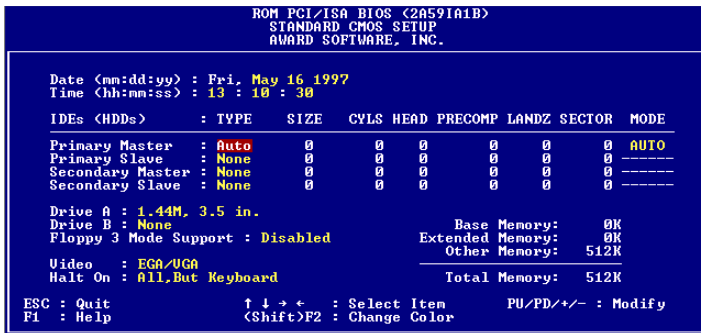 ROM PCI/ISA BIOS (2A59IA1B)
STANDARD CMOS SETUP
AWARD SOFTWARE, INC.
Date (mm:dd:yy) : Fri, May 16 1997
Time (hh:mm:ss) : 13 : 10 : 30
IDEs (HDDs) : TYPE SIZE CYLS HEAD PRECOMP LANDZ SECTOR MODE
Primary Master : Auto 0 0 0 0 0 0 AUTO
Primary Slave : None 0 0 0 0 0 0 ------
Secondary Master : None 0 0 0 0 0 0 ------
Secondary Slave : None 0 0 0 0 0 0 ------
Drive A : 1.44M, 3.5 in.
Drive B : None Base Memory: 0K
Floppy 3 Mode Support : Disabled Extended Memory: 0K
Other Memory: 512K
Video : EGA/VGA
Halt On : All,But Keyboard Total Memory: 512K
ESC : Quit ↑ ↓ → ← : Select Item PU/PD/+/- : Modify
F1 : Help (Shift)F2 : Change Color